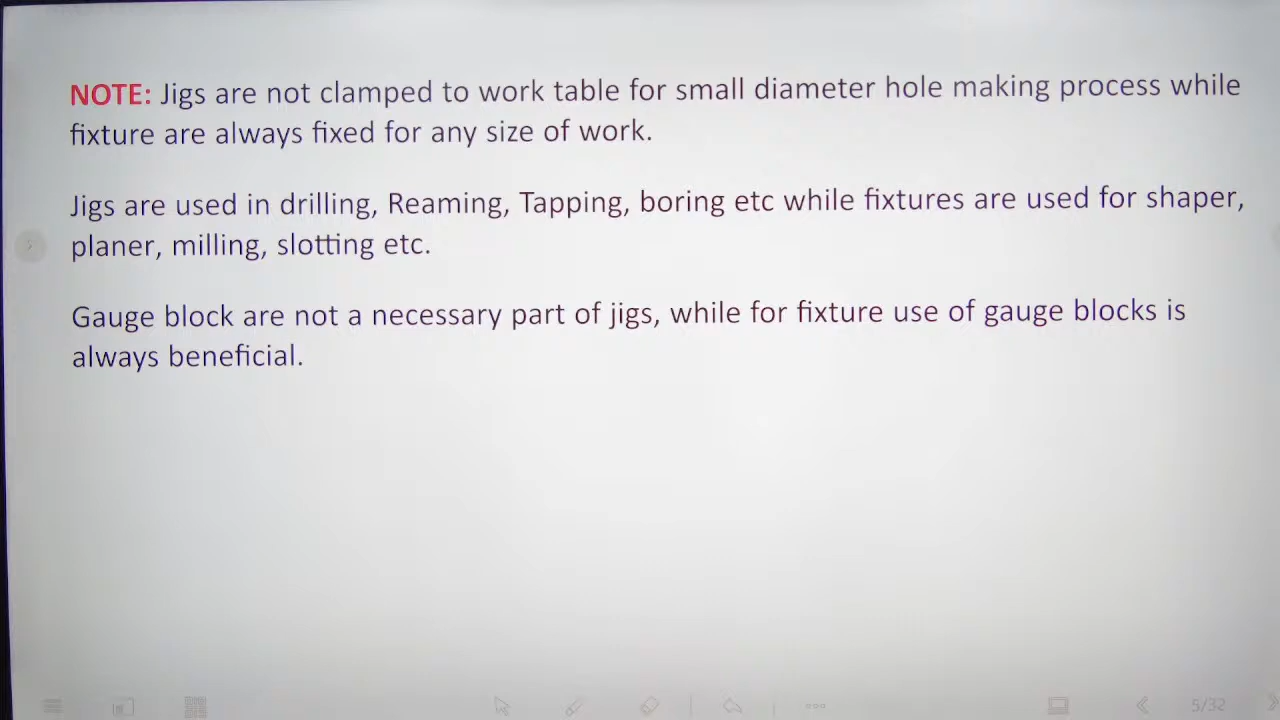 NOTE: Jigs are not clamped to work table for small diameter hole making process while
fixture are always fixed for any size of work.
Jigs are used in drilling, Reaming, Tapping, boring etc while fixtures are used for shaper,
planer, milling, slotting etc.
Gauge block are not a necessary part of jigs, while for fixture use of gauge blocks is
always beneficial.
5/32